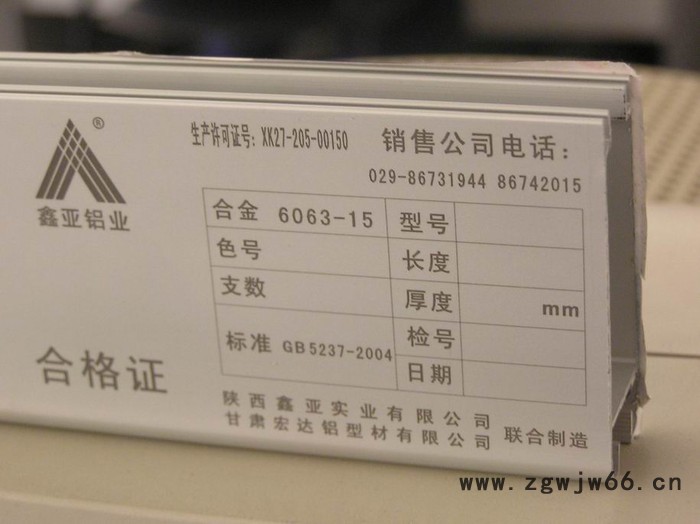 ®
鑫亚铝业
合格证
生产许可证号：XK27-205-00150
销售公司电话：
029-86731944 86742015
合金 6063-15 型号
色号 长度
支数 厚度 mm
标准 GB5237-2004 检号
日期
陕西鑫亚实业有限公司
甘肃宏达铝型材有限公司
联合制造
www.zgwjw66.cn